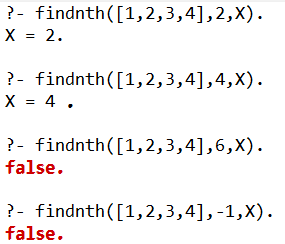 ?- findnth([1,2,3,4],2,X).
X = 2.
?- findnth([1,2,3,4],4,X).
X = 4 .
?- findnth([1,2,3,4],6,X).
false.
?- findnth([1,2,3,4],-1,X).
false.